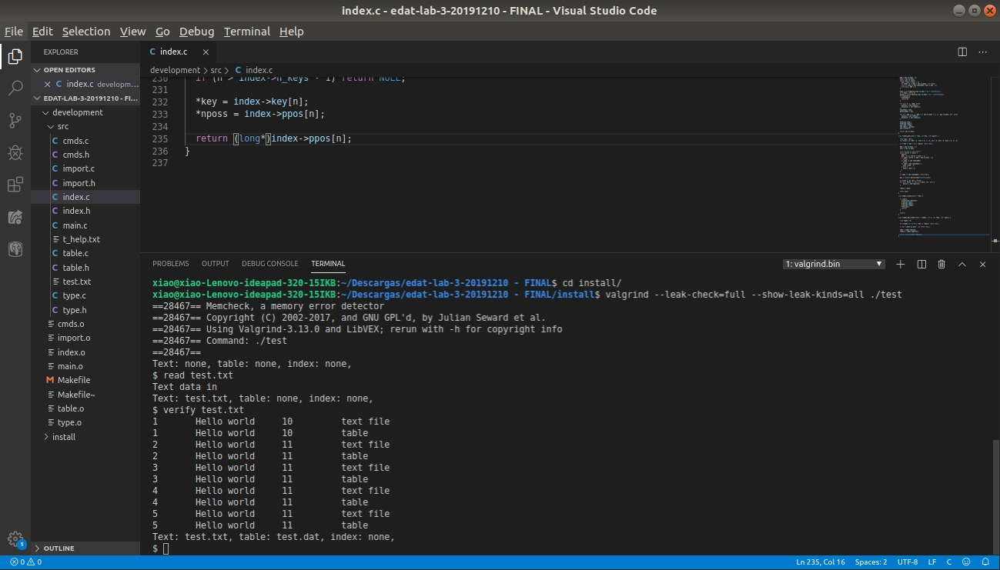 index.c - edat-lab-3-20191210 - FINAL - Visual Studio Code
File Edit Selection View Go Debug Terminal Help
EXPLORER
OPEN EDITORS
C index.c developm...
EDAT-LAB-3-20191210 - FI...
development
src
C cmds.c
C cmds.h
C import.c
C import.h
C index.c
C index.h
C main.c
t_help.txt
C table.c
C table.h
test.txt
C type.c
C type.h
cmds.o
import.o
index.o
main.o
M Makefile
Makefile~
table.o
type.o
install
OUTLINE
C index.c
development > src > C index.c
230 if (n > index->n_keys - 1) return NULL;
231
232 *key = index->key[n];
233 *nposs = index->ppos[n];
234
235 return (long*)index->ppos[n];
236 }
237
PROBLEMS OUTPUT DEBUG CONSOLE TERMINAL
1: valgrind.bin
xiao@xiao-Lenovo-ideapad-320-15IKB:~/Descargas/edat-lab-3-20191210 - FINAL$ cd install/
xiao@xiao-Lenovo-ideapad-320-15IKB:~/Descargas/edat-lab-3-20191210 - FINAL/install$ valgrind --leak-check=full --show-leak-kinds=all ./test
==28467== Memcheck, a memory error detector
==28467== Copyright (C) 2002-2017, and GNU GPL'd, by Julian Seward et al.
==28467== Using Valgrind-3.13.0 and LibVEX; rerun with -h for copyright info
==28467== Command: ./test
==28467==
Text: none, table: none, index: none,
$ read test.txt
Text data in
Text: test.txt, table: none, index: none,
$ verify test.txt
1 Hello world 10 text file
1 Hello world 10 table
2 Hello world 11 text file
2 Hello world 11 table
3 Hello world 11 text file
3 Hello world 11 table
4 Hello world 11 text file
4 Hello world 11 table
5 Hello world 11 text file
5 Hello world 11 table
Text: test.txt, table: test.dat, index: none,
$
1
0 0
Ln 235, Col 16 Spaces: 2 UTF-8 LF C